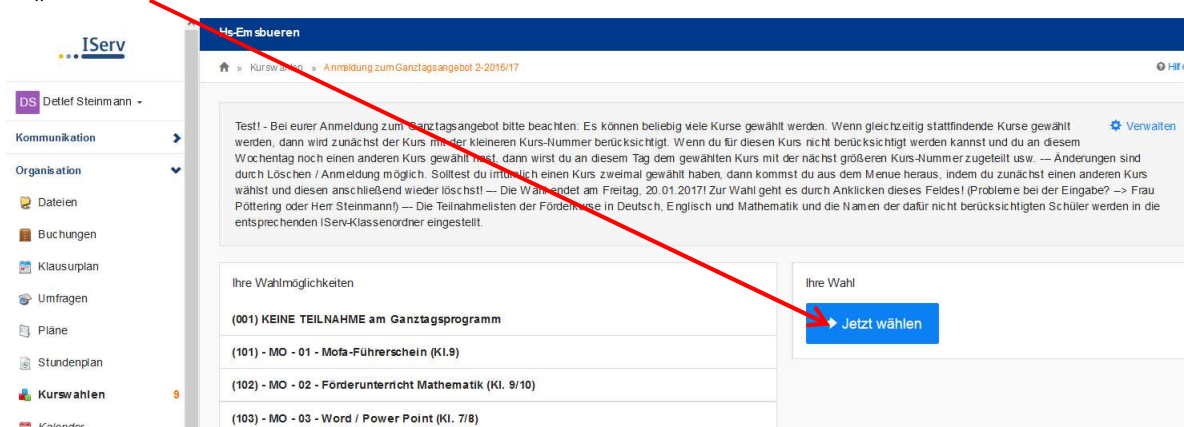 IServ
Hs-Emsbueren
» Kurswahlen » Anmeldung zum Ganztagsangebot 2-2016/17
Hilfe
DS Detlef Steinmann
Kommunikation
Organisation
Dateien
Buchungen
Klausurplan
Umfragen
Pläne
Stundenplan
Kurswahlen 9
Kalender
Test! - Bei eurer Anmeldung zum Ganztagsangebot bitte beachten: Es können beliebig viele Kurse gewählt werden. Wenn gleichzeitig stattfindende Kurse gewählt
Verwalten
werden, dann wird zunächst der Kurs mit der kleineren Kurs-Nummer berücksichtigt. Wenn du für diesen Kurs nicht berücksichtigt werden kannst und du an diesem
Wochentag noch einen anderen Kurs gewählt hast, dann wirst du an diesem Tag dem gewählten Kurs mit der nächst größeren Kurs-Nummer zugeteilt usw. --- Änderungen sind
durch Löschen / Anmeldung möglich. Solltest du irrtümlich einen Kurs zweimal gewählt haben, dann kommst du aus dem Menue heraus, indem du zunächst einen anderen Kurs
wählst und diesen anschließend wieder löschst! --- Die Wahl endet am Freitag, 20.01.2017! Zur Wahl geht es durch Anklicken dieses Feldes! (Probleme bei der Eingabe? --> Frau
Pöttering oder Herr Steinmann!) --- Die Teilnahmelisten der Förderkurse in Deutsch, Englisch und Mathematik und die Namen der dafür nicht berücksichtigten Schüler werden in die
entsprechenden IServ-Klassenordner eingestellt.
Ihre Wahlmöglichkeiten
(001) KEINE TEILNAHME am Ganztagsprogramm
(101) - MO - 01 - Mofa-Führerschein (Kl.9)
(102) - MO - 02 - Förderunterricht Mathematik (Kl. 9/10)
(103) - MO - 03 - Word / Power Point (Kl. 7/8)
Ihre Wahl
Jetzt wählen